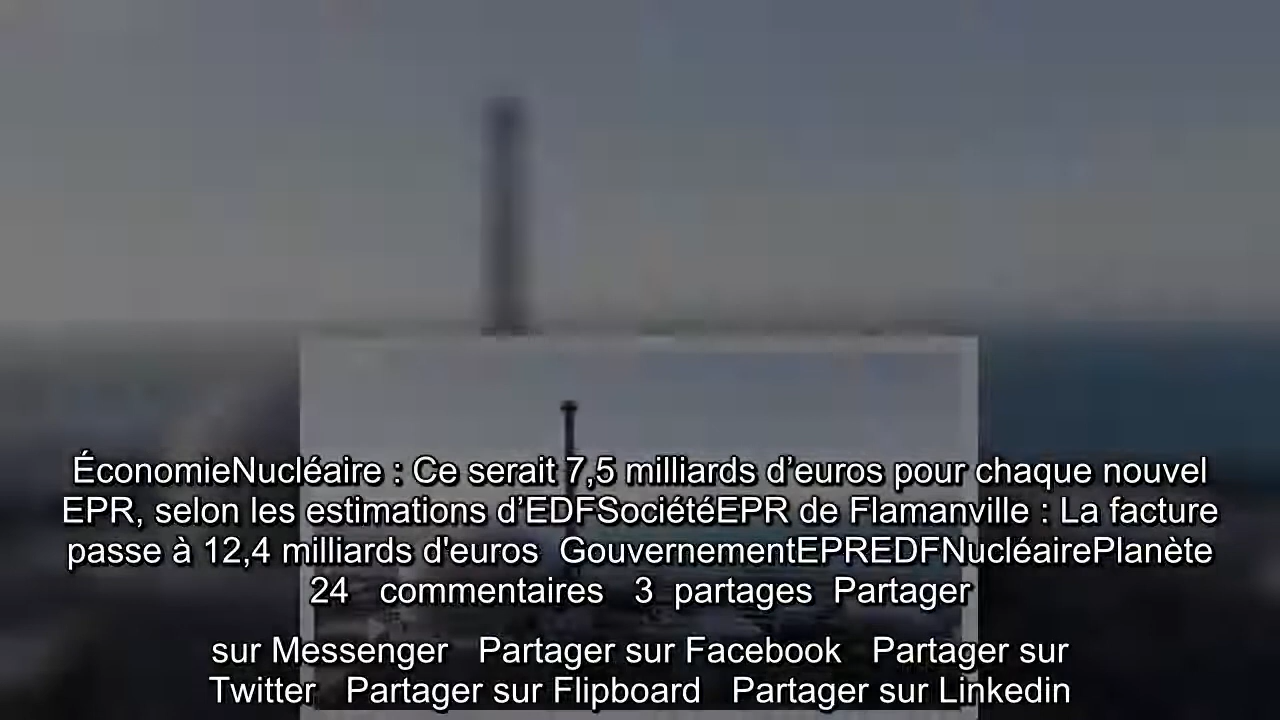 ÉconomieNucléaire : Ce serait 7,5 milliards d’euros pour chaque nouvel
EPR, selon les estimations d’EDFSociétéEPR de Flamanville : La facture
passe à 12,4 milliards d'euros  GouvernementEPREDFNucléairePlanète
24   commentaires   3  partages  Partager
sur Messenger   Partager sur Facebook   Partager sur
Twitter   Partager sur Flipboard   Partager sur Linkedin